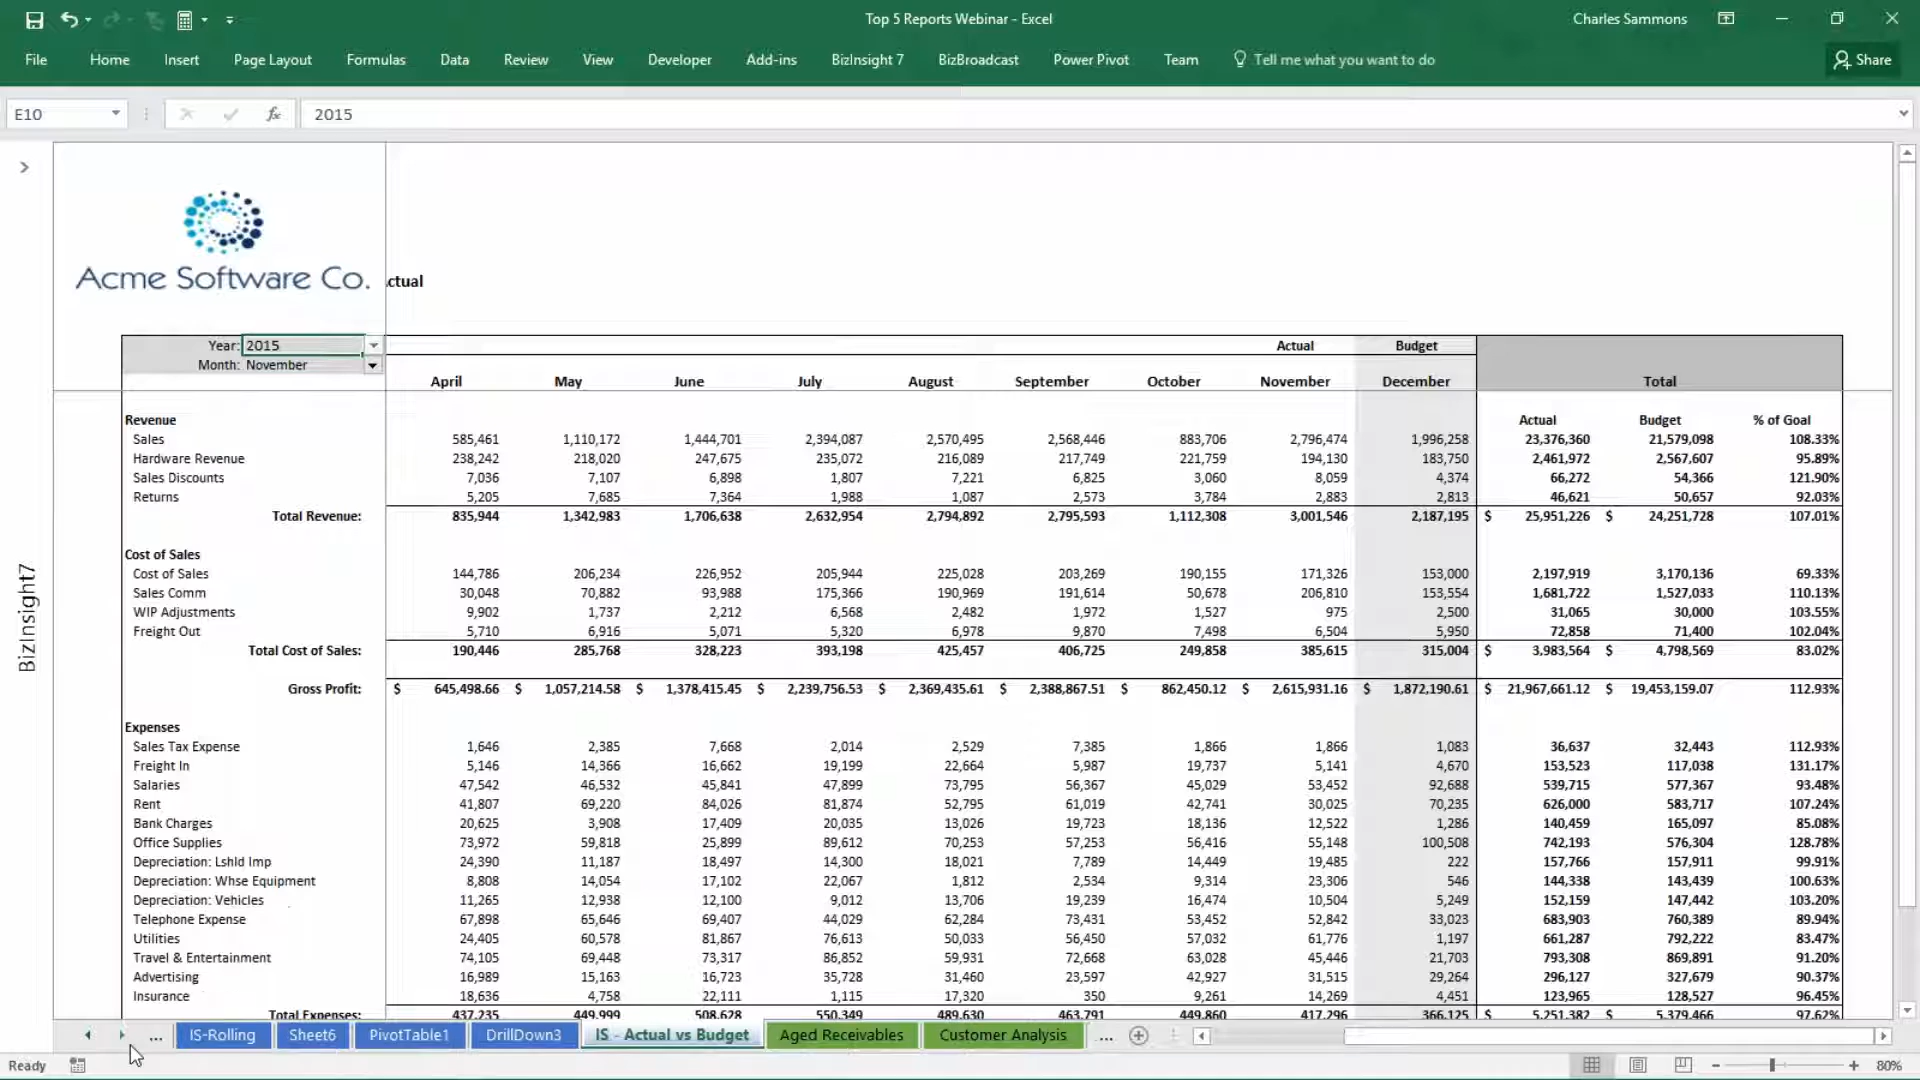 Top 5 Reports Webinar - Excel
Charles Sammons
File Home Insert Page Layout Formulas Data Review View Developer Add-ins BizInsight 7 BizBroadcast Power Pivot Team Tell me what you want to do Share
E10 fx 2015
Acme Software Co. ctual
Year: 2015 Actual Budget
Month: November
April May June July August September October November December Total
Revenue Actual Budget % of Goal
Sales 585,461 1,110,172 1,444,701 2,394,087 2,570,495 2,568,446 883,706 2,796,474 1,996,258 23,376,360 21,579,098 108.33%
Hardware Revenue 238,242 218,020 247,675 235,072 216,089 217,749 221,759 194,130 183,750 2,461,972 2,567,607 95.89%
Sales Discounts 7,036 7,107 6,898 1,807 7,221 6,825 3,060 8,059 4,374 66,272 54,366 121.90%
Returns 5,205 7,685 7,364 1,988 1,087 2,573 3,784 2,883 2,813 46,621 50,657 92.03%
Total Revenue: 835,944 1,342,983 1,706,638 2,632,954 2,794,892 2,795,593 1,112,308 3,001,546 2,187,195 $ 25,951,226 $ 24,251,728 107.01%
Cost of Sales
Cost of Sales 144,786 206,234 226,952 205,944 225,028 203,269 190,155 171,326 153,000 2,197,919 3,170,136 69.33%
Sales Comm 30,048 70,882 93,988 175,366 190,969 191,614 50,678 206,810 153,554 1,681,722 1,527,033 110.13%
WIP Adjustments 9,902 1,737 2,212 6,568 2,482 1,972 1,527 975 2,500 31,065 30,000 103.55%
Freight Out 5,710 6,916 5,071 5,320 6,978 9,870 7,498 6,504 5,950 72,858 71,400 102.04%
Total Cost of Sales: 190,446 285,768 328,223 393,198 425,457 406,725 249,858 385,615 315,004 $ 3,983,564 $ 4,798,569 83.02%
Gross Profit: $ 645,498.66 $ 1,057,214.58 $ 1,378,415.45 $ 2,239,756.53 $ 2,369,435.61 $ 2,388,867.51 $ 862,450.12 $ 2,615,931.16 $ 1,872,190.61 $ 21,967,661.12 $ 19,453,159.07 112.93%
Expenses
Sales Tax Expense 1,646 2,385 7,668 2,014 2,529 7,385 1,866 1,866 1,083 36,637 32,443 112.93%
Freight In 5,146 14,366 16,662 19,199 22,664 5,987 19,737 5,141 4,670 153,523 117,038 131.17%
Salaries 47,542 46,532 45,841 47,899 73,795 56,367 45,029 53,452 92,688 539,715 577,367 93.48%
Rent 41,807 69,220 84,026 81,874 52,795 61,019 42,741 30,025 70,235 626,000 583,717 107.24%
Bank Charges 20,625 3,908 17,409 20,035 13,026 19,723 18,136 12,522 1,286 140,459 165,097 85.08%
Office Supplies 73,972 59,818 25,899 89,612 70,253 57,253 56,416 55,148 100,508 742,193 576,304 128.78%
Depreciation: Lshld Imp 24,390 11,187 18,497 14,300 18,021 7,789 14,449 19,485 222 157,766 157,911 99.91%
Depreciation: Whse Equipment 8,808 14,054 17,102 22,067 1,812 2,534 9,314 23,306 546 144,338 143,439 100.63%
Depreciation: Vehicles 11,265 12,938 12,100 9,012 13,706 19,239 16,474 10,504 5,249 152,159 147,442 103.20%
Telephone Expense 67,898 65,646 69,407 44,029 62,284 73,431 53,452 52,842 33,023 683,903 760,389 89.94%
Utilities 24,405 60,578 81,867 76,613 50,033 56,450 57,032 61,776 1,197 661,287 792,222 83.47%
Travel & Entertainment 74,105 69,448 73,317 86,852 59,931 72,668 63,028 45,446 21,703 793,308 869,891 91.20%
Advertising 16,989 15,163 16,723 35,728 31,460 23,597 42,927 31,515 29,264 296,127 327,679 90.37%
Insurance 18,636 4,758 22,111 1,115 17,320 350 9,261 14,269 4,451 123,965 128,527 96.45%
Total Expenses: 437,235 449,999 508,628 550,349 489,630 463,791 449,860 417,296 366,125 $ 5,251,382 $ 5,379,466 97.62%
BizInsight7
... IS-Rolling Sheet6 PivotTable1 DrillDown3 IS - Actual vs Budget Aged Receivables Customer Analysis ...
Ready 80%